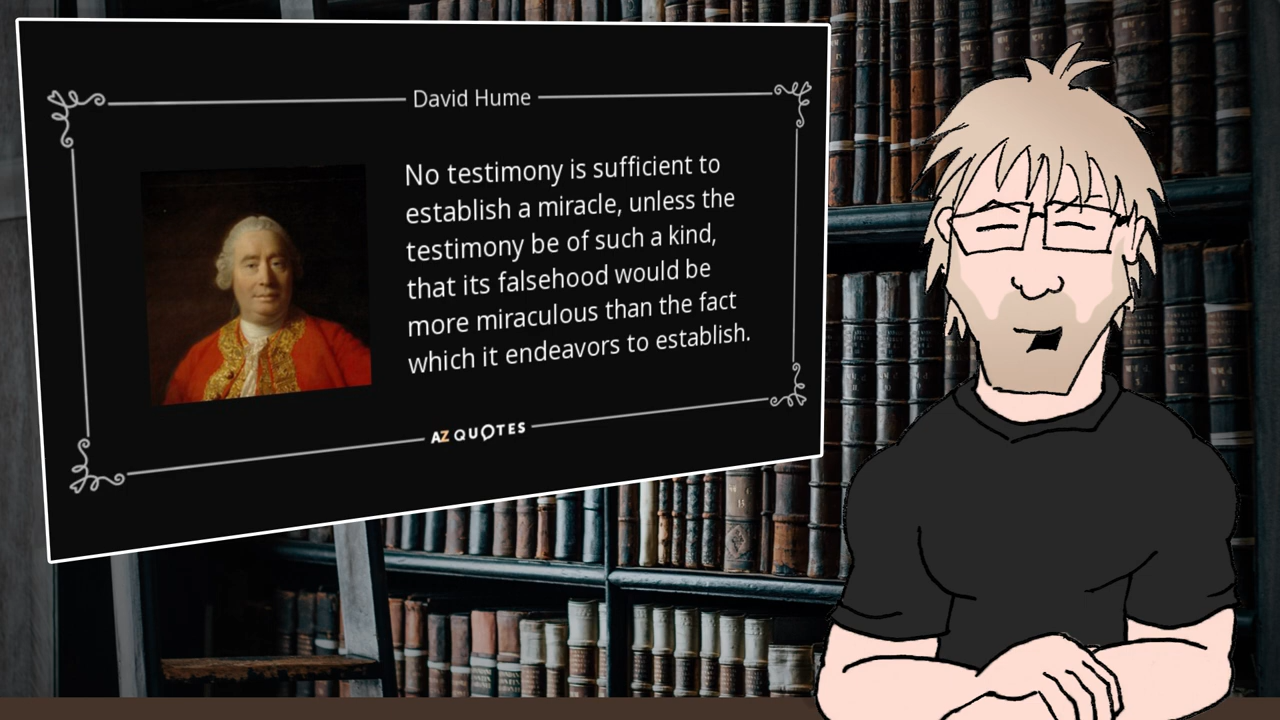 David Hume
No testimony is sufficient to
establish a miracle, unless the
testimony be of such a kind,
that its falsehood would be
more miraculous than the fact
which it endeavors to establish.
AZ QUOTES